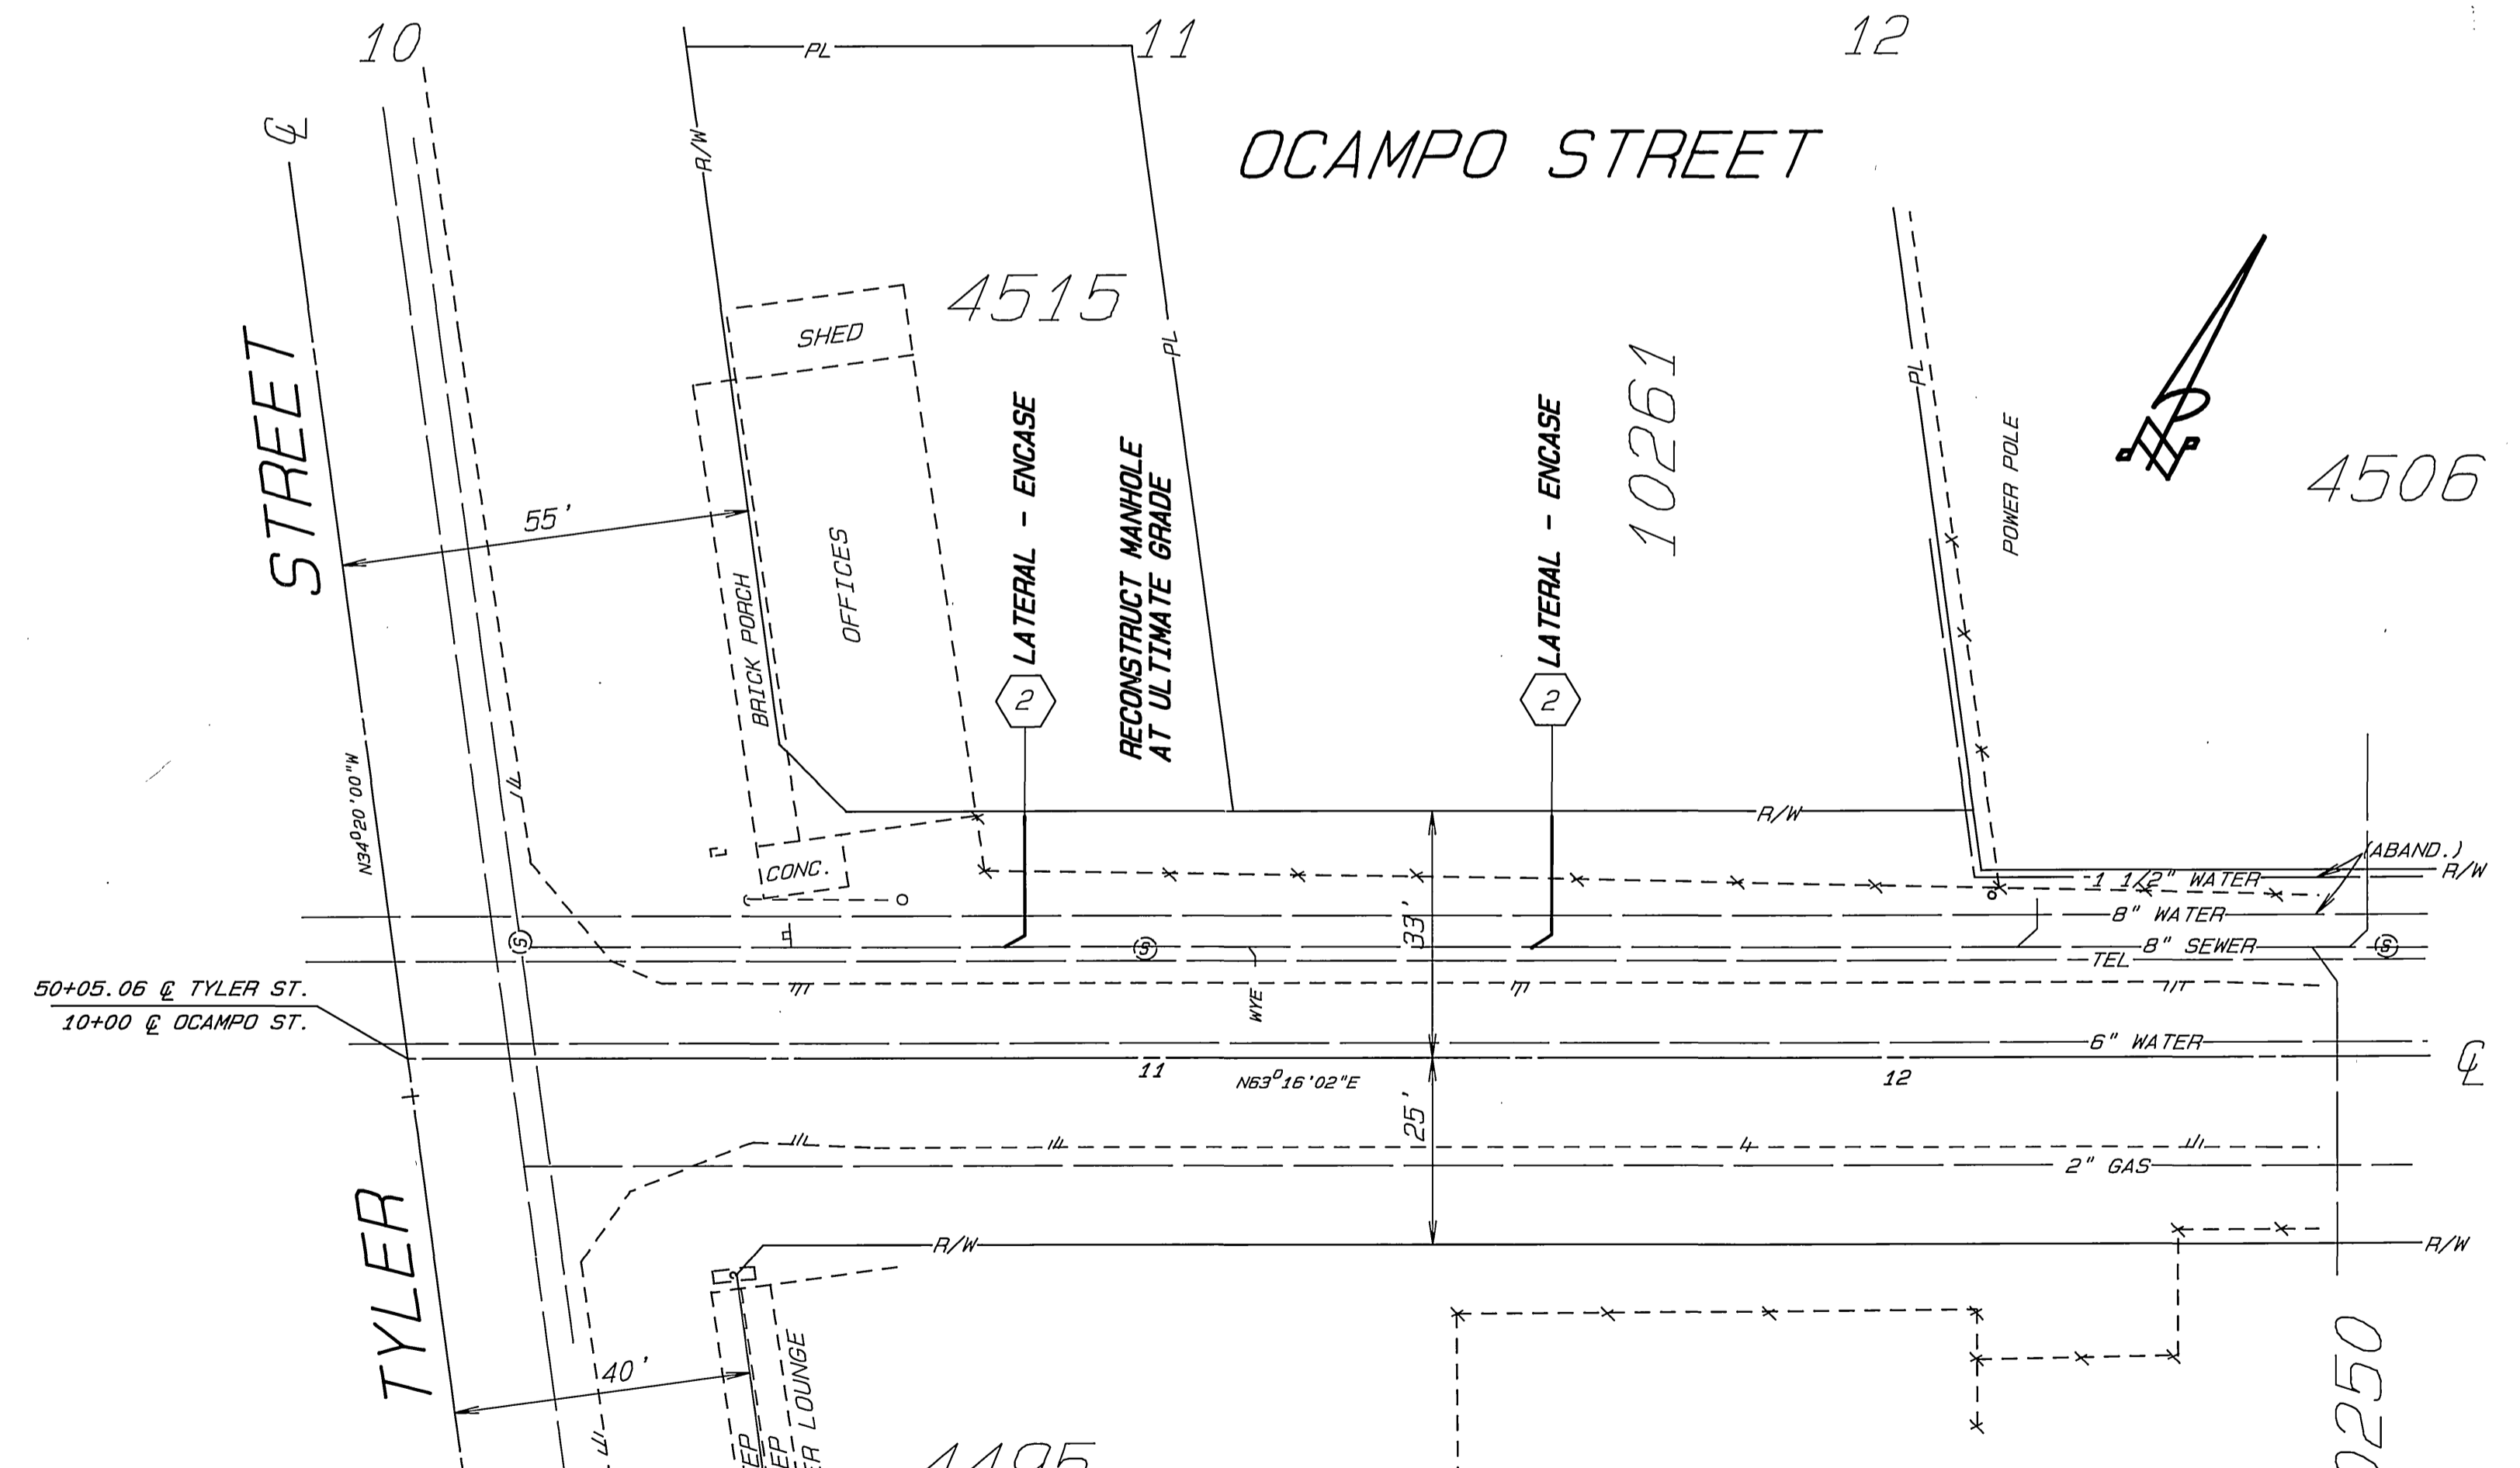 10
11
12
PL
℄
R/W
OCAMPO STREET
4515
SHED
PL
10261
PL
POWER POLE
4506
TYLER STREET
55'
BRICK PORCH
OFFICES
LATERAL - ENCASE
2
RECONSTRUCT MANHOLE
AT ULTIMATE GRADE
LATERAL - ENCASE
2
N34°20'00"W
R/W
CONC.
(ABAND.)
R/W
1 1/2" WATER
8" WATER
S
S
33'
8" SEWER
S
TEL
WYE
50+05.06 ℄ TYLER ST.
10+00 ℄ OCAMPO ST.
6" WATER
℄
11
N63°16'02"E
12
25'
2" GAS
R/W
R/W
40'
LOUNGE